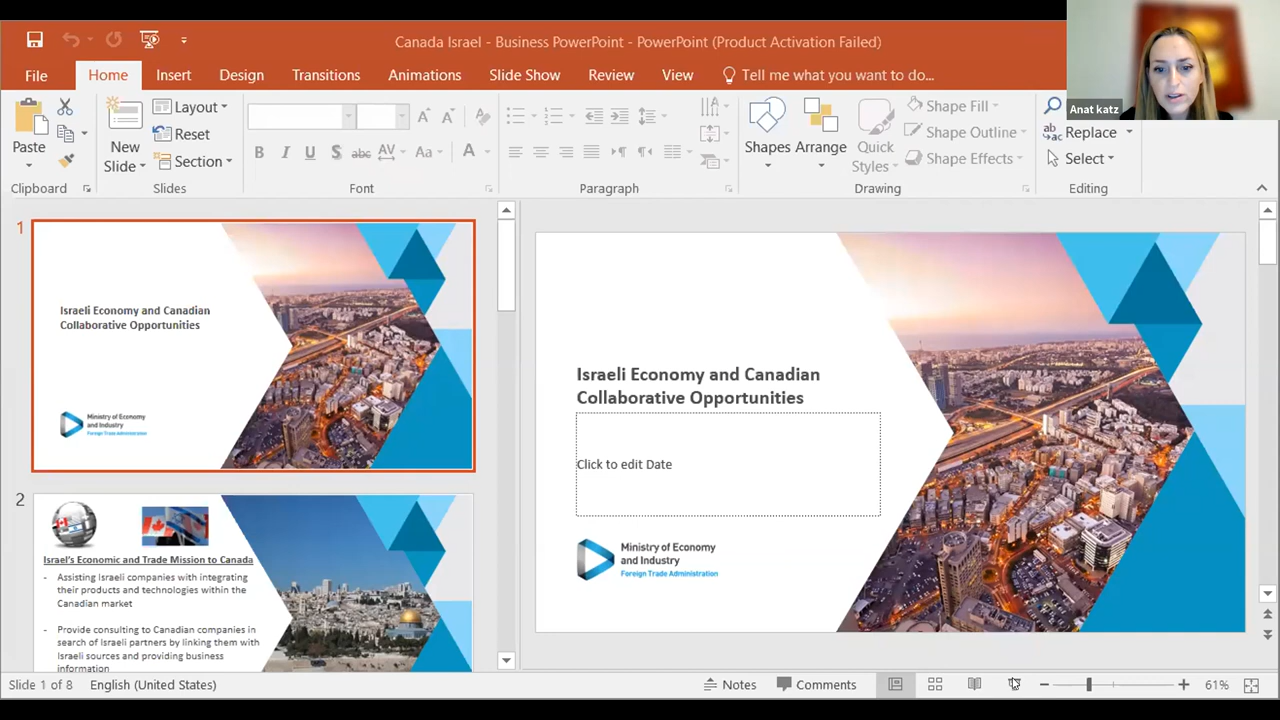 Canada Israel - Business PowerPoint - PowerPoint (Product Activation Failed)
Anat katz
File Home Insert Design Transitions Animations Slide Show Review View Tell me what you want to do...
Paste
Clipboard
New
Slide
Layout
Reset
Section
Slides
B I U S abc AV Aa A
Font
Paragraph
Shapes
Arrange
Quick
Styles
Shape Fill
Shape Outline
Shape Effects
Drawing
Replace
Select
Editing
1
Israeli Economy and Canadian
Collaborative Opportunities
Ministry of Economy
and Industry
Foreign Trade Administration
2
Israel's Economic and Trade Mission to Canada
- Assisting Israeli companies with integrating
their products and technologies within the
Canadian market
- Provide consulting to Canadian companies in
search of Israeli partners by linking them with
Israeli sources and providing business
information
Israeli Economy and Canadian
Collaborative Opportunities
Click to edit Date
Ministry of Economy
and Industry
Foreign Trade Administration
Slide 1 of 8 English (United States) Notes Comments 61%